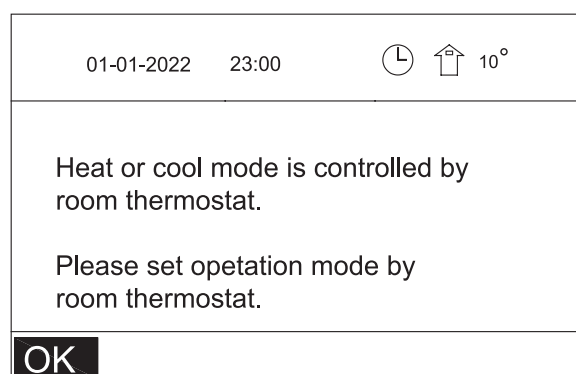 01-01-2022 23:00 10°
Heat or cool mode is controlled by
room thermostat.
Please set opetation mode by
room thermostat.
OK